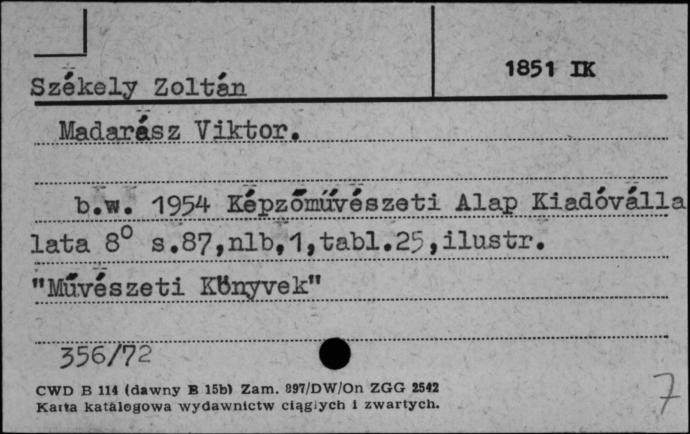 1851 IK
Székely Zoltán
Madarász Viktor.
b.w. 1954 Képzőművészeti Alap Kiadóválla
lata 8° s.87,nlb,1,tabl.25,ilustr.
"Művészeti Könyvek"
356/72
CWD B 114 (dawny B 15b) Zam. 897/DW/On ZGG 2542
Karta katalogowa wydawnictw ciągłych i zwartych.
7